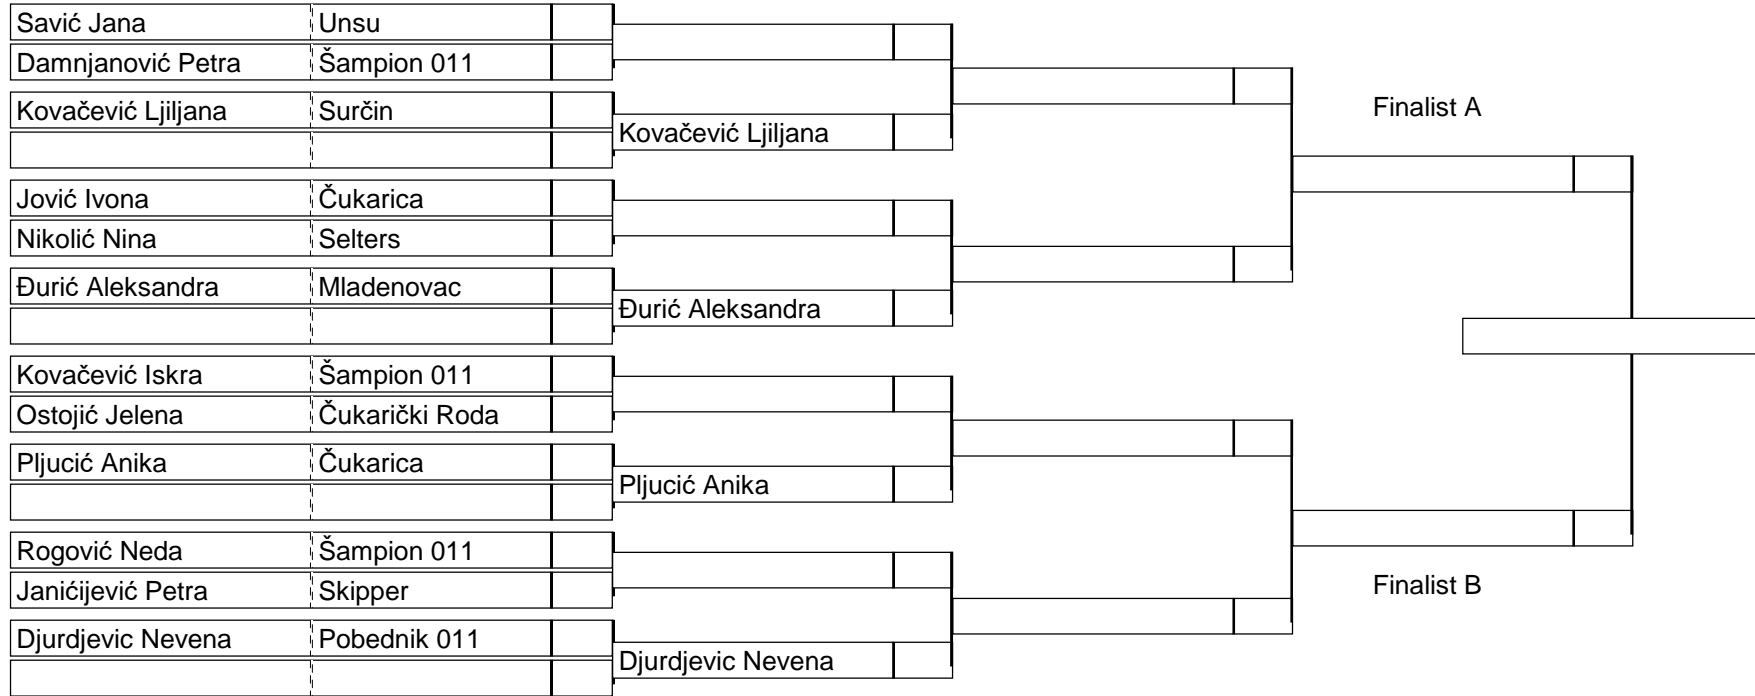 Savić Jana Unsu
Damnjanović Petra Šampion 011
Kovačević Ljiljana Surčin
Kovačević Ljiljana
Jović Ivona Čukarica
Nikolić Nina Selters
Đurić Aleksandra Mladenovac
Đurić Aleksandra
Kovačević Iskra Šampion 011
Ostojić Jelena Čukarički Roda
Pljucić Anika Čukarica
Pljucić Anika
Rogović Neda Šampion 011
Janićijević Petra Skipper
Djurdjevic Nevena Pobednik 011
Djurdjevic Nevena
Finalist A
Finalist B